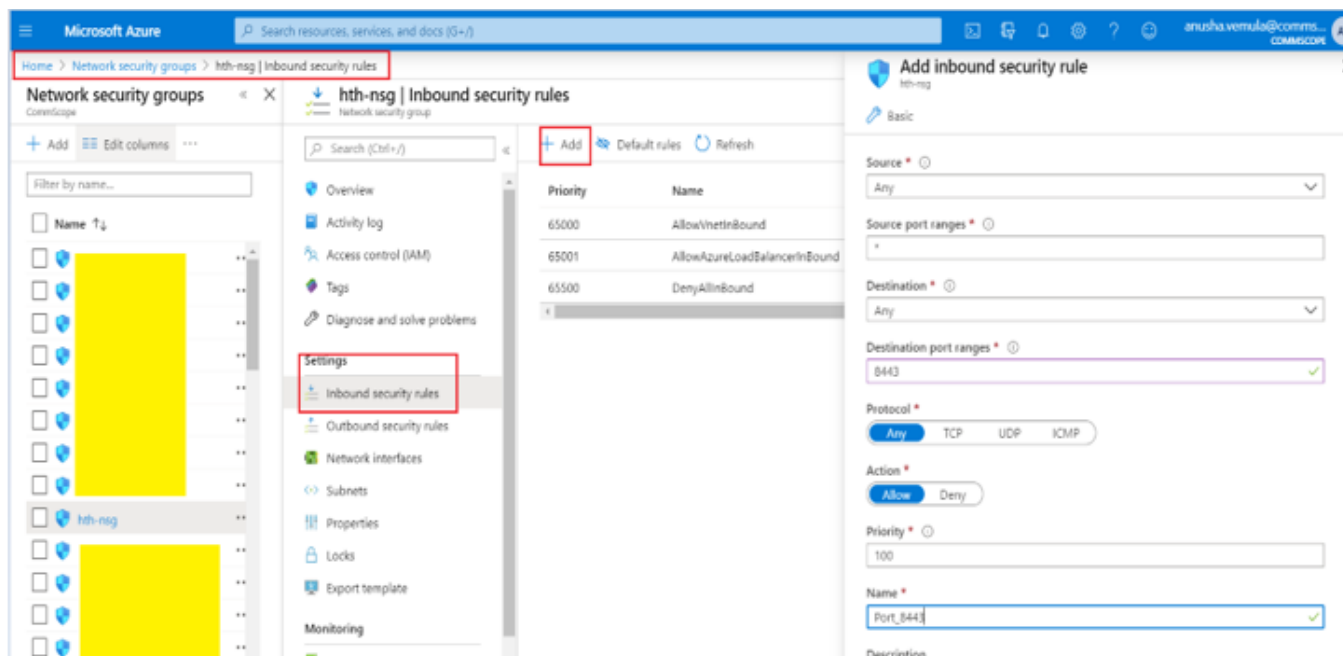 Microsoft Azure
Search resources, services, and docs (G+/)
anusha.vemula@comms...
COMMSCOPE
Home > Network security groups > hth-nsg | Inbound security rules
Network security groups
CommScope
+ Add
Edit columns
...
Filter by name...
Name ↑↓
hth-nsg
hth-nsg | Inbound security rules
Network security group
Search (Ctrl+/)
Overview
Activity log
Access control (IAM)
Tags
Diagnose and solve problems
Settings
Inbound security rules
Outbound security rules
Network interfaces
Subnets
Properties
Locks
Export template
Monitoring
+ Add
Default rules
Refresh
Priority Name
65000 AllowVnetInBound
65001 AllowAzureLoadBalancerInBound
65500 DenyAllInBound
Add inbound security rule
hth-nsg
Basic
Source *
Any
Source port ranges *
*
Destination *
Any
Destination port ranges *
8443
Protocol *
Any TCP UDP ICMP
Action *
Allow Deny
Priority *
100
Name *
Port_8443
Description